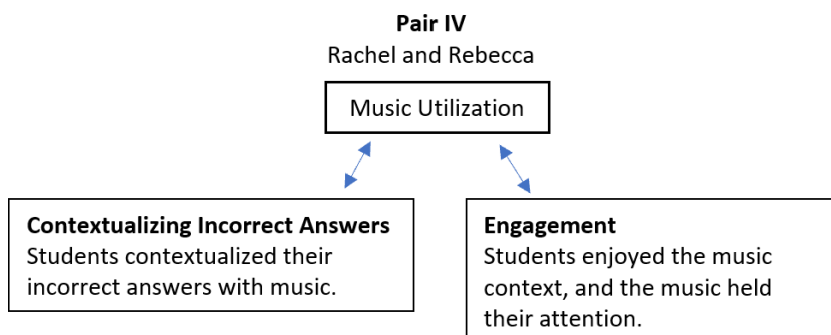 Pair IV
Rachel and Rebecca
Music Utilization
Contextualizing Incorrect Answers
Students contextualized their
incorrect answers with music.
Engagement
Students enjoyed the music
context, and the music held
their attention.